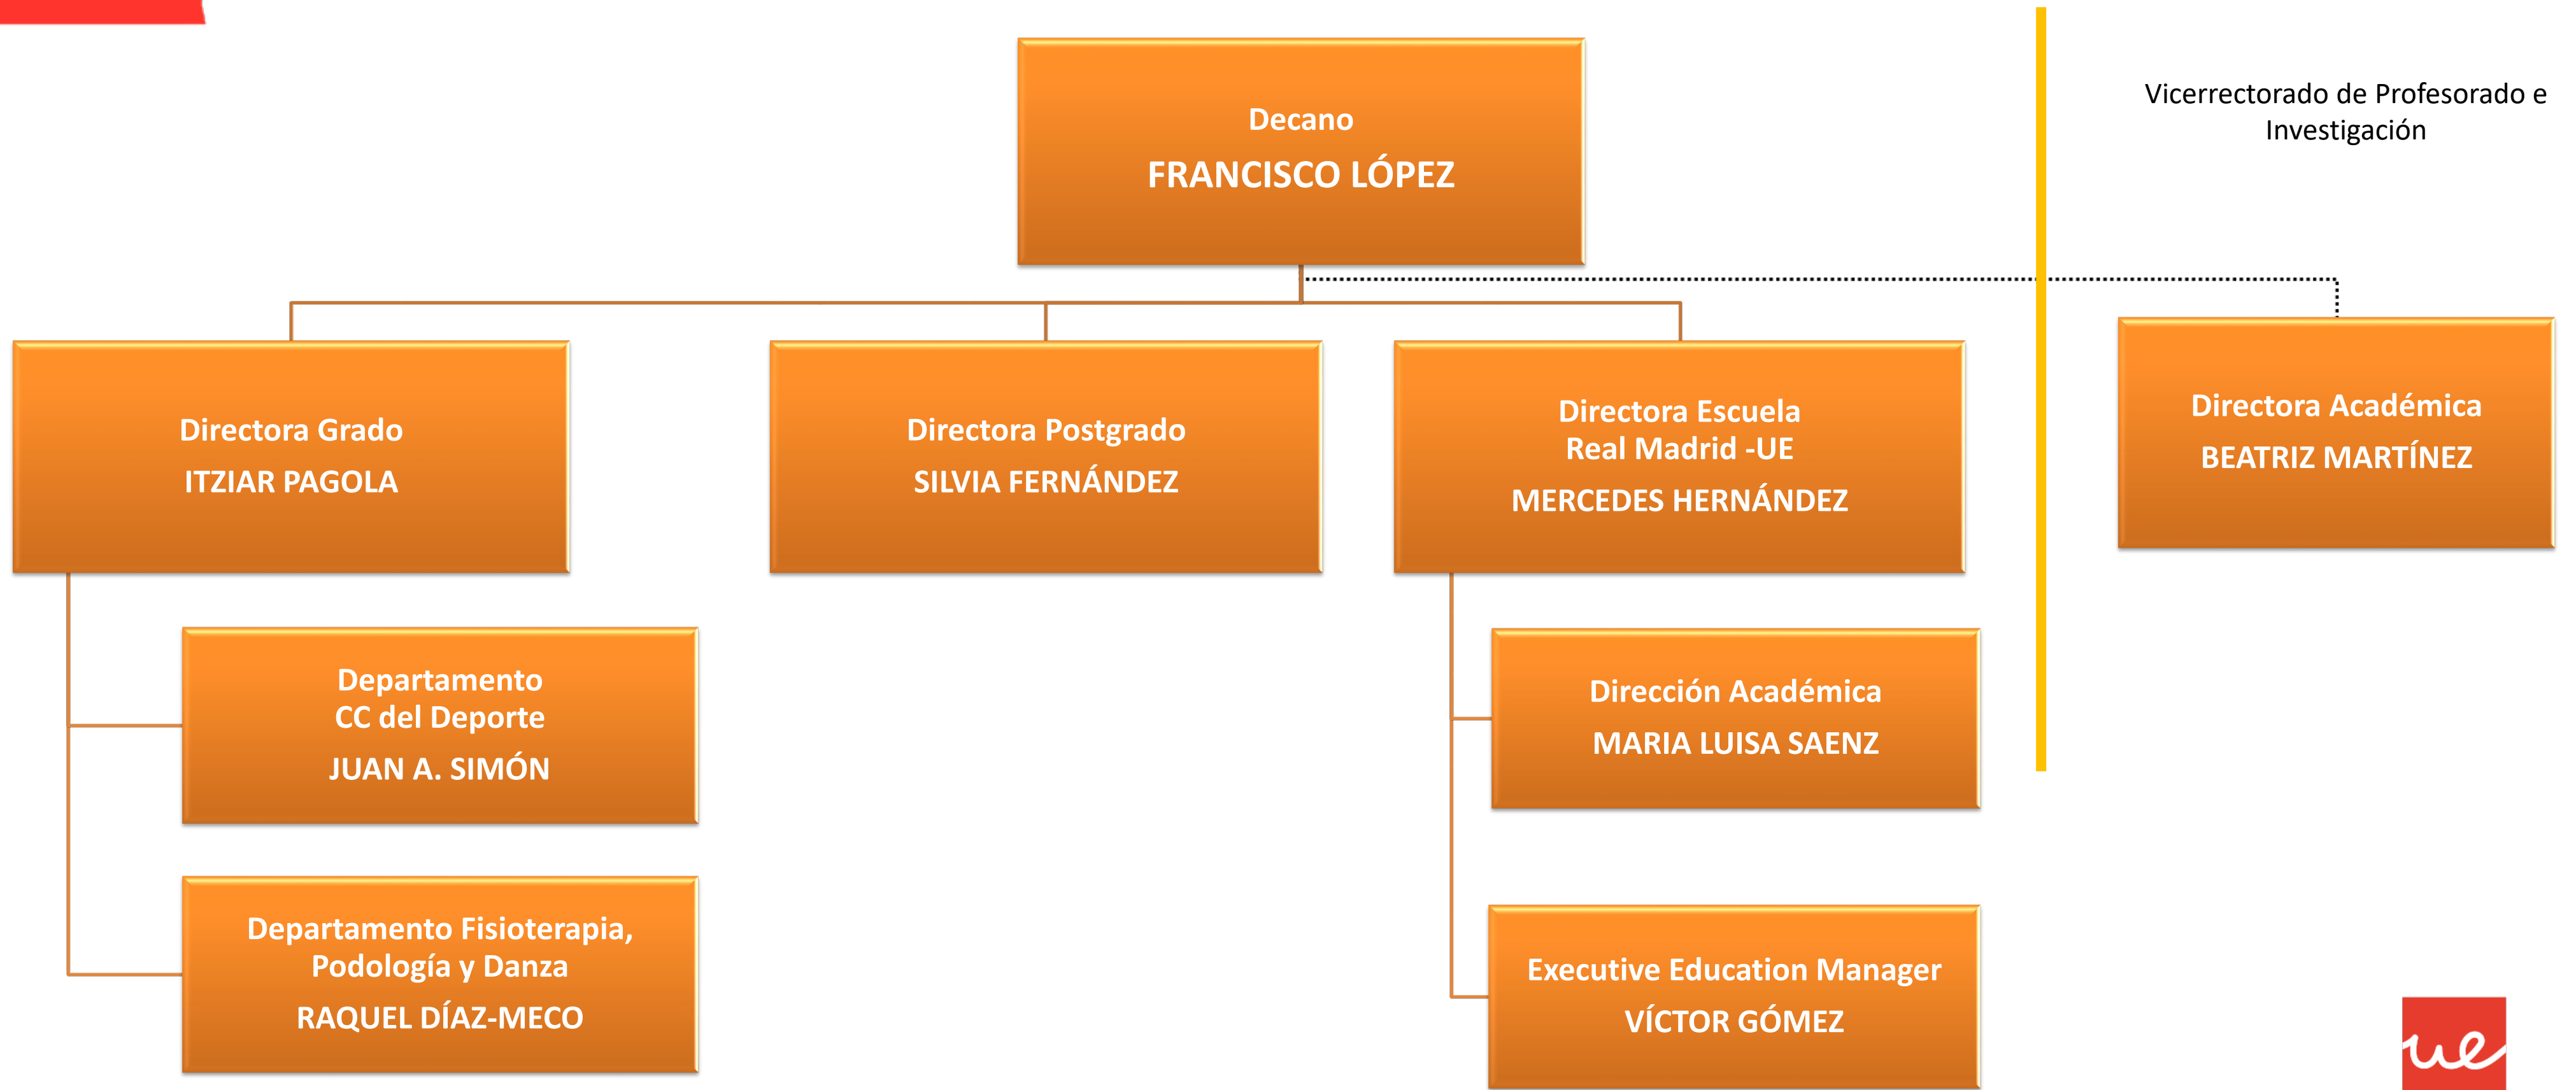 Decano
FRANCISCO LÓPEZ
Vicerrectorado de Profesorado e
Investigación
Directora Grado
ITZIAR PAGOLA
Directora Postgrado
SILVIA FERNÁNDEZ
Directora Escuela
Real Madrid -UE
MERCEDES HERNÁNDEZ
Directora Académica
BEATRIZ MARTÍNEZ
Departamento
CC del Deporte
JUAN A. SIMÓN
Dirección Académica
MARIA LUISA SAENZ
Departamento Fisioterapia,
Podología y Danza
RAQUEL DÍAZ-MECO
Executive Education Manager
VÍCTOR GÓMEZ
ue